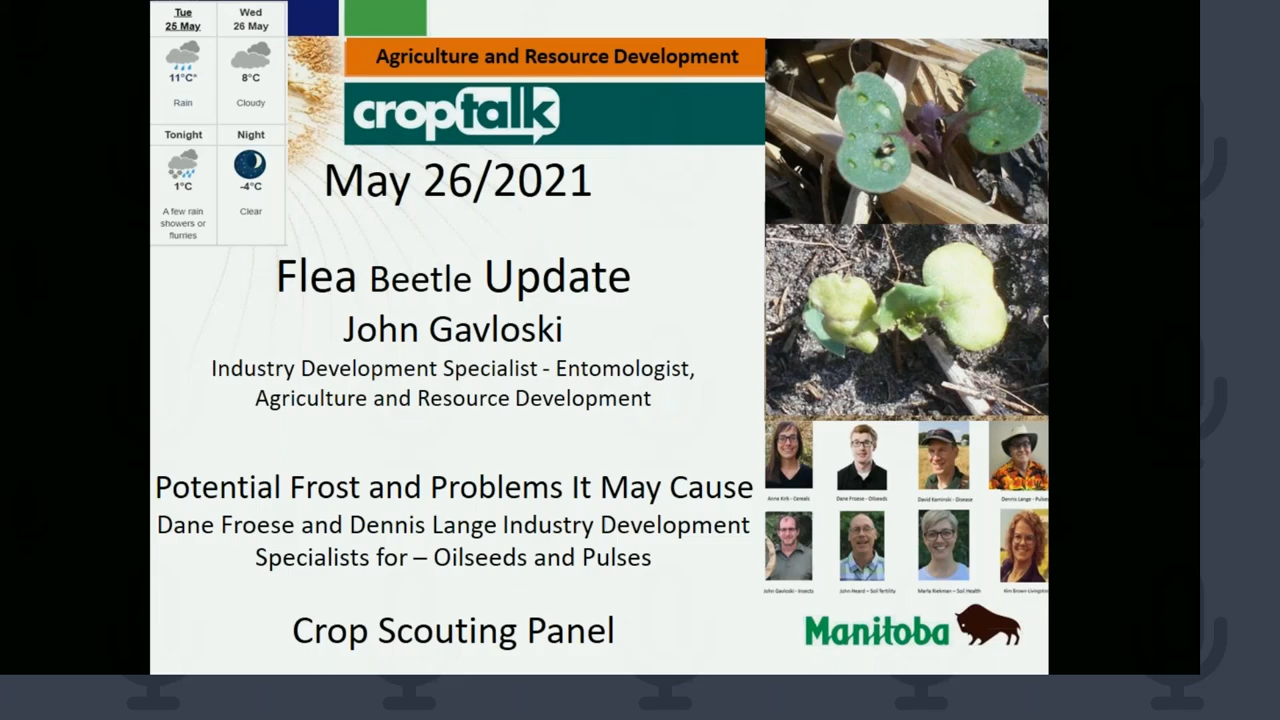 Tue
25 May
Wed
26 May
11°C*
8°C
Rain
Cloudy
Tonight
Night
1°C
-4°C
A few rain
showers or
flurries
Clear
Agriculture and Resource Development
croptalk
May 26/2021
Flea Beetle Update
John Gavloski
Industry Development Specialist - Entomologist,
Agriculture and Resource Development
Potential Frost and Problems It May Cause
Dane Froese and Dennis Lange Industry Development
Specialists for – Oilseeds and Pulses
Crop Scouting Panel
Anne Kirk - Cereals
Dane Froese - Oilseeds
David Kaminski - Disease
Dennis Lange - Pulses
John Gavloski - Insects
John Heard – Soil fertility
Marla Riekman – Soil Health
Kim Brown-Livingston
Manitoba